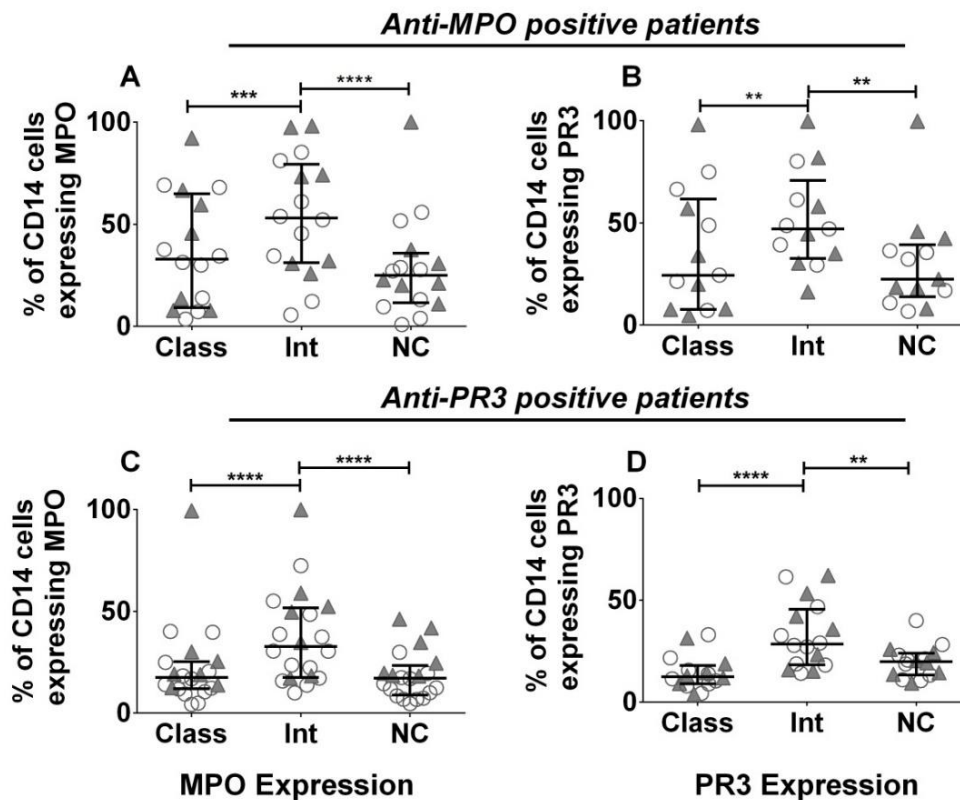 Anti-MPO positive patients
A
B
*** ****
** **
% of CD14 cells
expressing MPO
100
50
0
Class Int NC
% of CD14 cells
expressing PR3
100
50
0
Class Int NC
Anti-PR3 positive patients
C
D
**** ****
**** **
% of CD14 cells
expressing MPO
100
50
0
Class Int NC
% of CD14 cells
expressing PR3
100
50
0
Class Int NC
MPO Expression
PR3 Expression